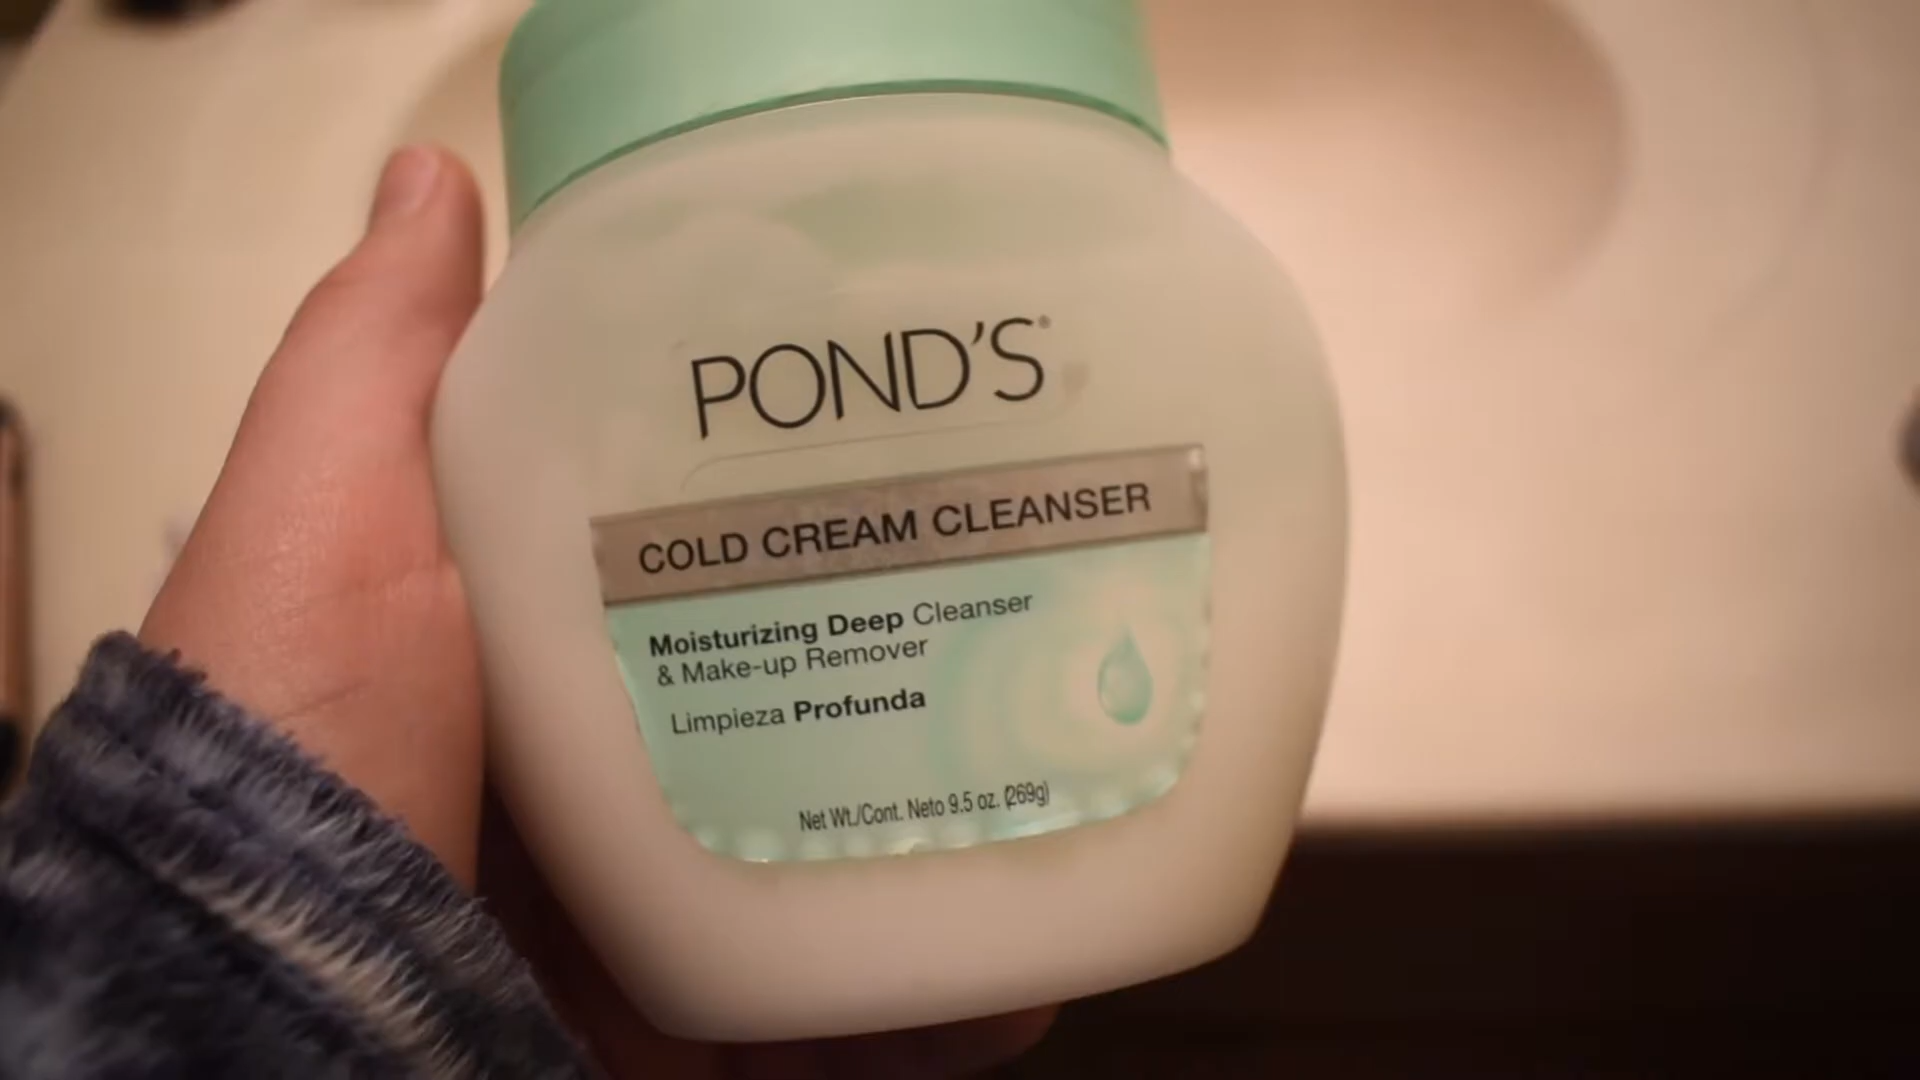 POND'S®
COLD CREAM CLEANSER
Moisturizing Deep Cleanser
& Make-up Remover
Limpieza Profunda
Net Wt./Cont. Neto 9.5 oz. (269g)